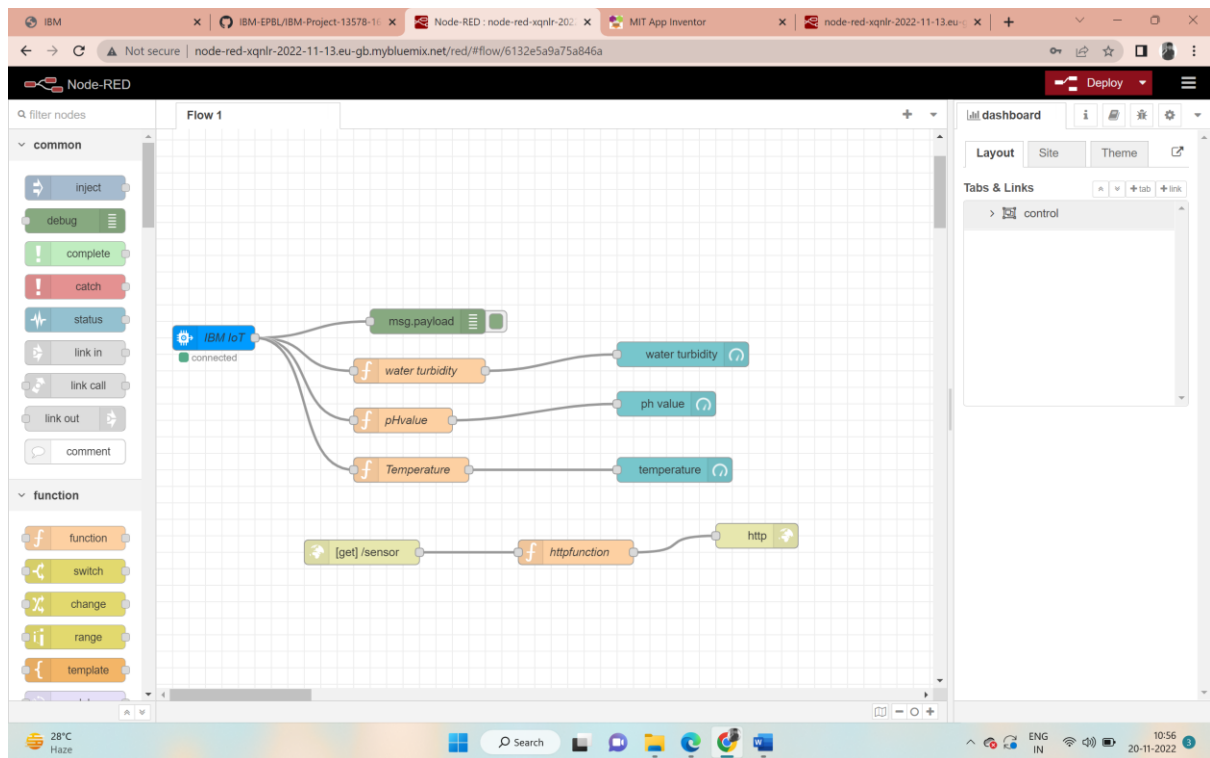 IBM
IBM-EPBL/IBM-Project-13578-16
Node-RED : node-red-xqnlr-202
MIT App Inventor
node-red-xqnlr-2022-11-13.eu-g
Not secure | node-red-xqnlr-2022-11-13.eu-gb.mybluemix.net/red/#flow/6132e5a9a75a846a
Node-RED
Deploy
filter nodes
Flow 1
dashboard
i
common
Layout
Site
Theme
Tabs & Links
+ tab
+ link
control
inject
debug
complete
catch
status
link in
link call
link out
comment
function
function
switch
change
range
template
IBM IoT
connected
msg.payload
water turbidity
water turbidity
pHvalue
ph value
Temperature
temperature
[get] /sensor
httpfunction
http
28°C
Haze
Search
ENG
IN
10:56
20-11-2022
3